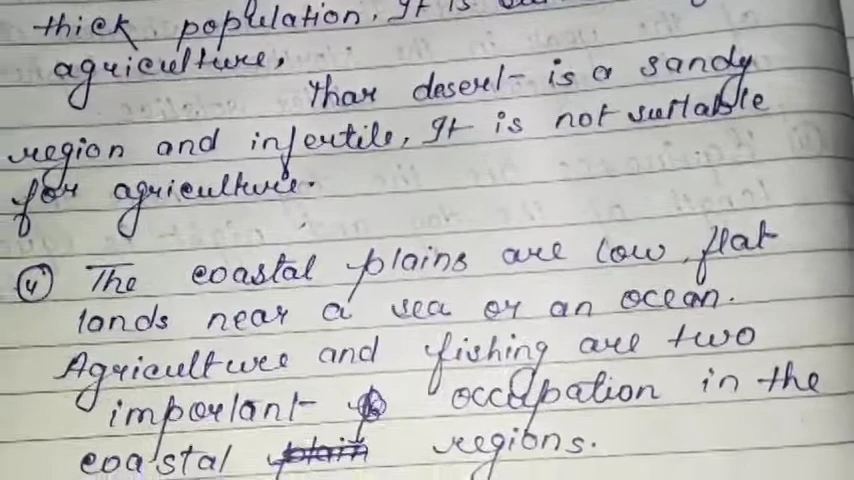 thick population. It is
agriculture,
Thar desert is a sandy
region and infertile, It is not suitable
for agriculture.
(4) The coastal plains are low, flat
lands near a sea or an ocean.
Agriculture and fishing are two
important occupation in the
coastal plain regions.